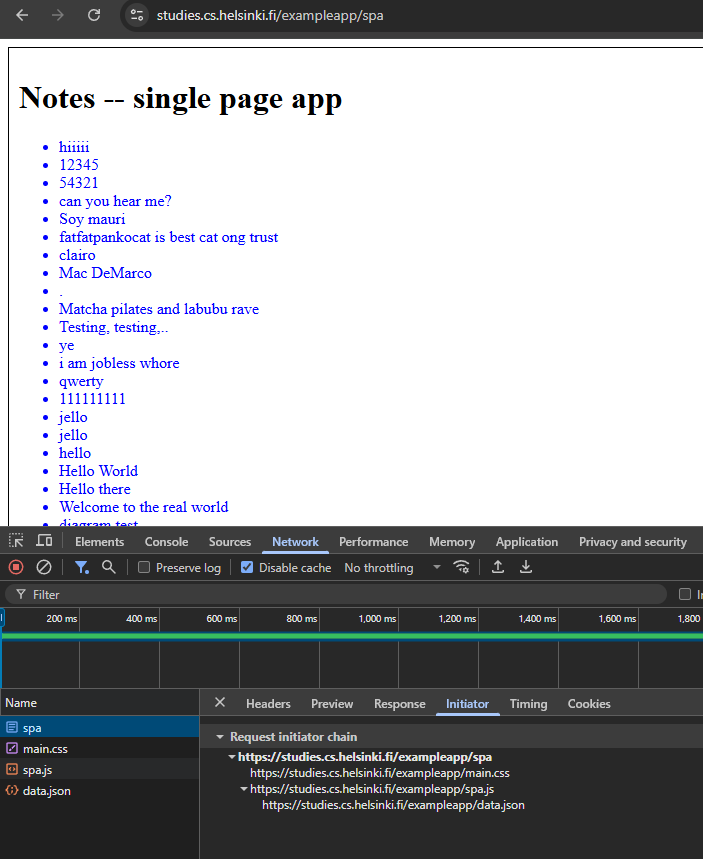 studies.cs.helsinki.fi/exampleapp/spa
Notes -- single page app
hiiiii
12345
54321
can you hear me?
Soy mauri
fatfatpankocat is best cat ong trust
clairo
Mac DeMarco
.
Matcha pilates and labubu rave
Testing, testing,..
ye
i am jobless whore
qwerty
111111111
jello
jello
hello
Hello World
Hello there
Welcome to the real world
diagram test
Elements Console Sources Network Performance Memory Application Privacy and security
Preserve log Disable cache No throttling
Filter
200 ms 400 ms 600 ms 800 ms 1,000 ms 1,200 ms 1,400 ms 1,600 ms 1,800
Name Headers Preview Response Initiator Timing Cookies
spa
main.css
spa.js
data.json
Request initiator chain
https://studies.cs.helsinki.fi/exampleapp/spa
https://studies.cs.helsinki.fi/exampleapp/main.css
https://studies.cs.helsinki.fi/exampleapp/spa.js
https://studies.cs.helsinki.fi/exampleapp/data.json